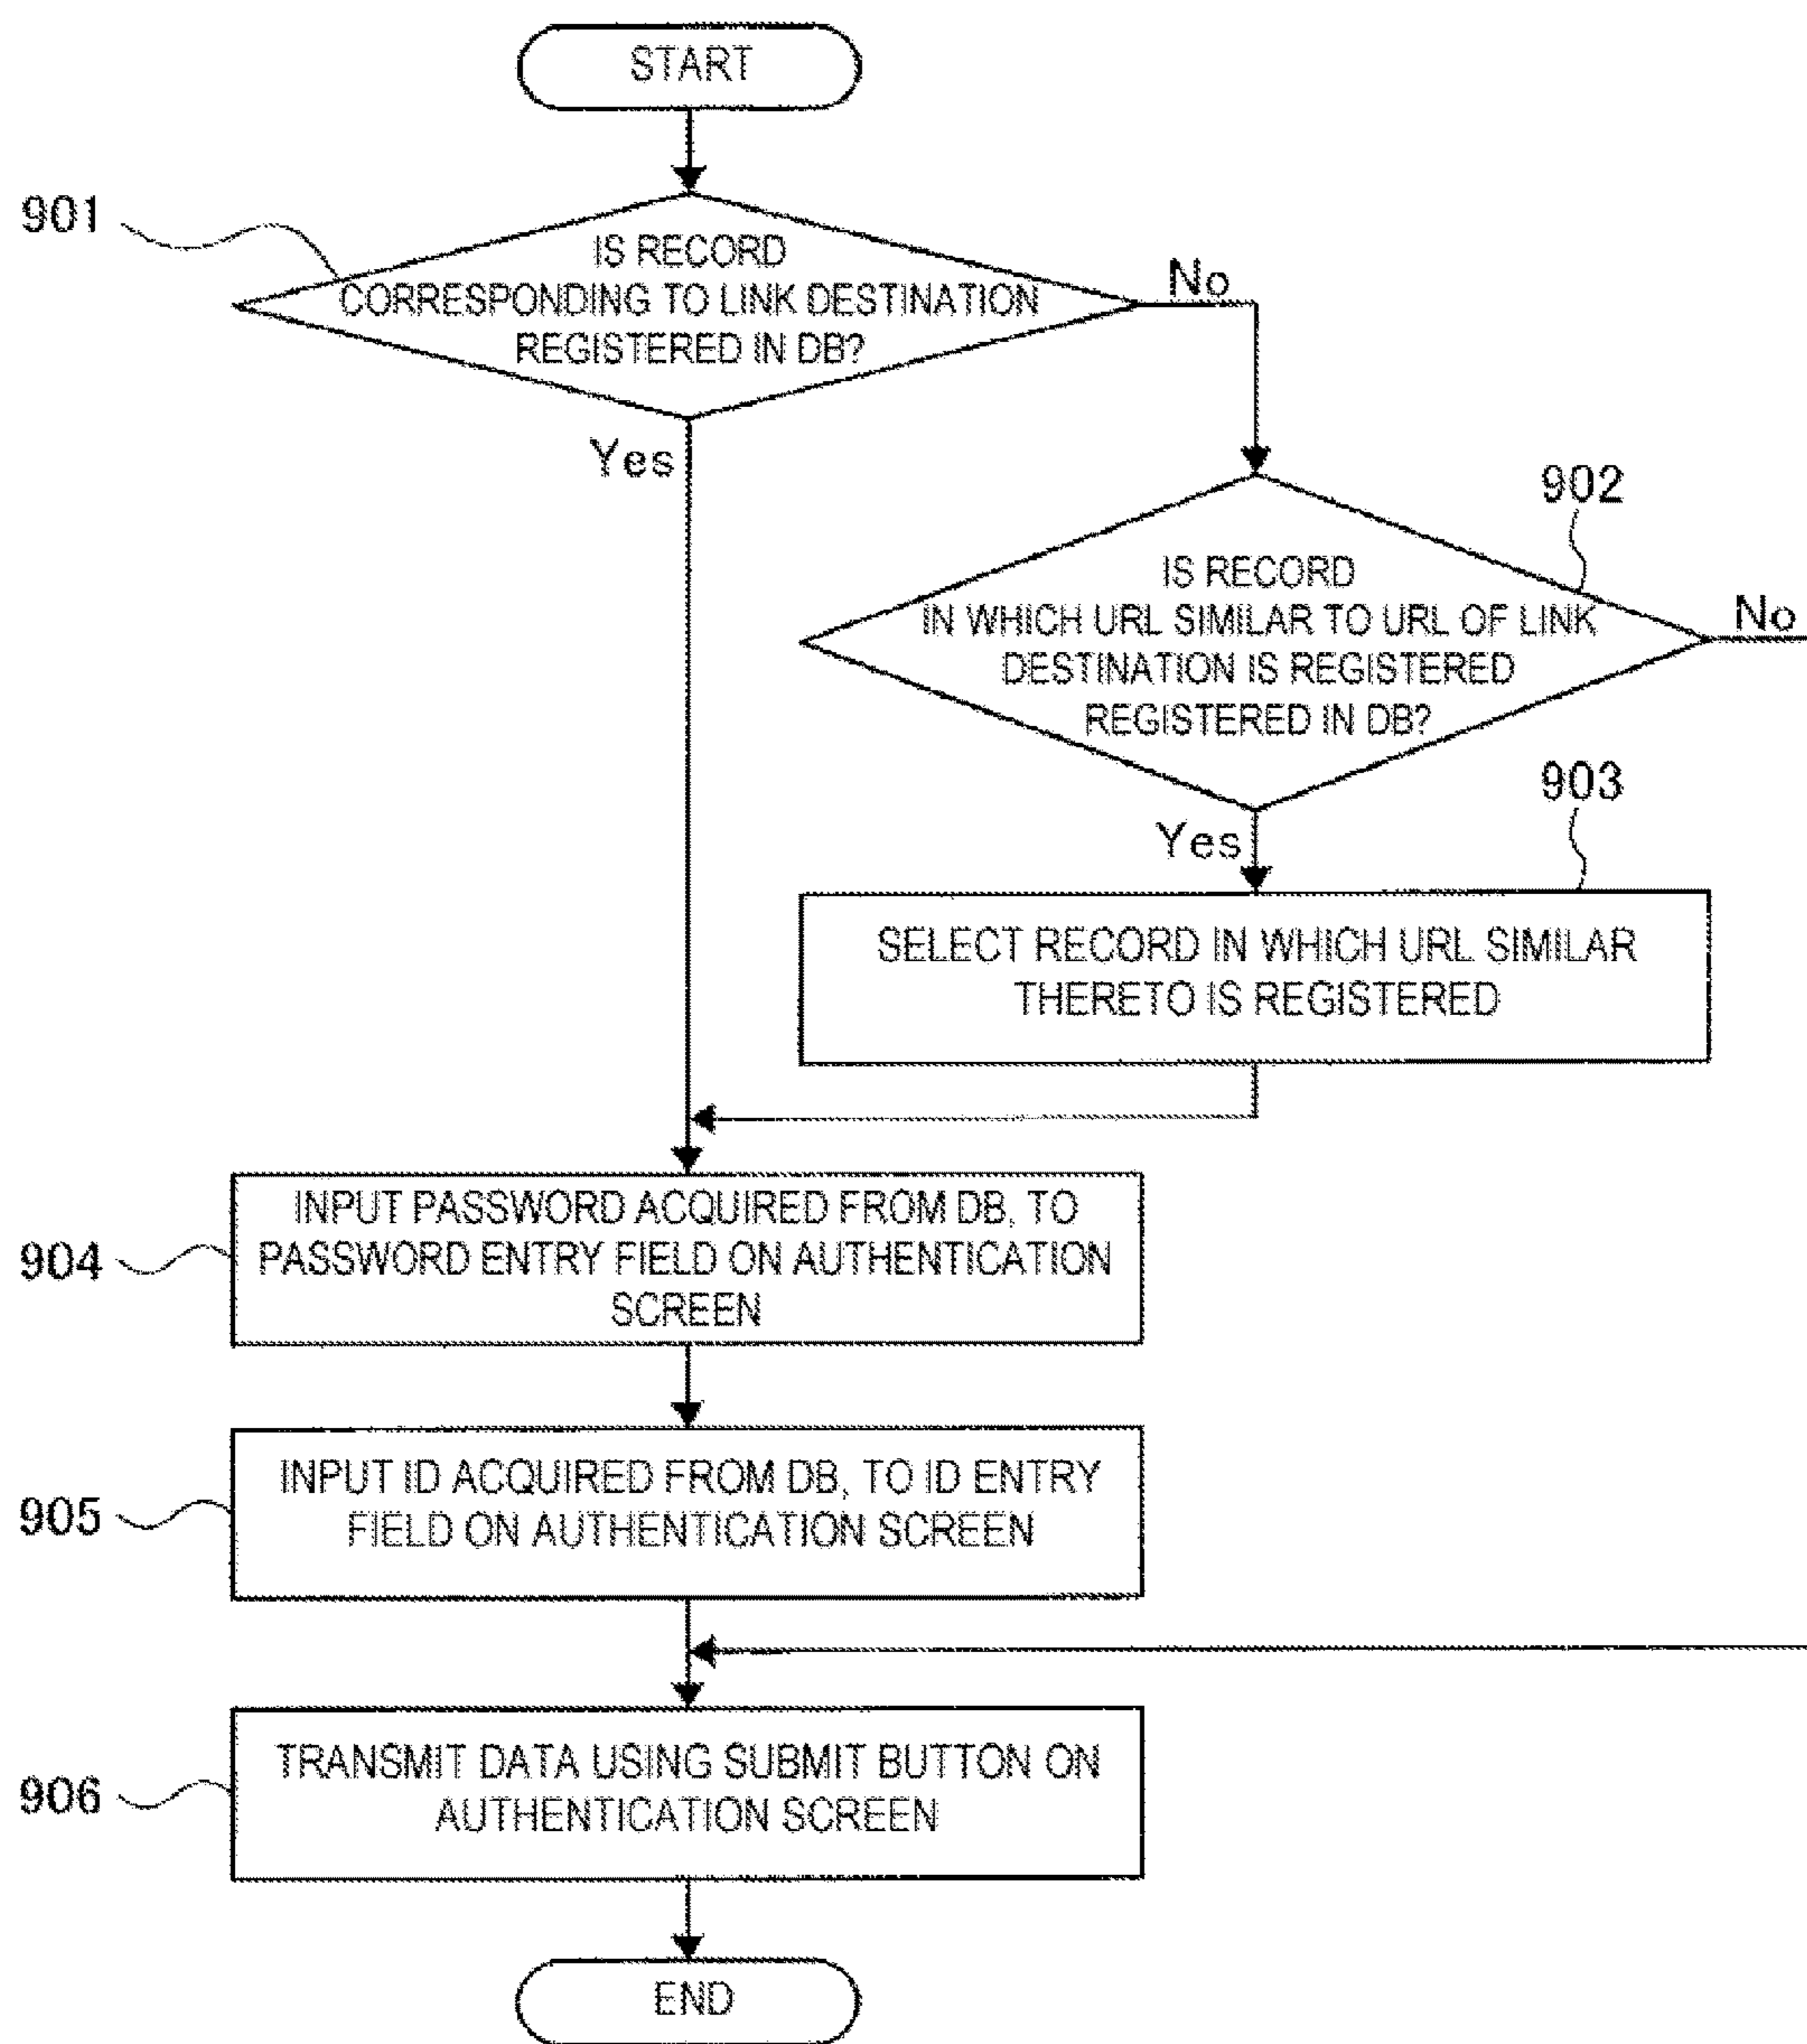 START
901
IS RECORD
CORRESPONDING TO LINK DESTINATION
REGISTERED IN DB?
No
Yes
902
IS RECORD
IN WHICH URL SIMILAR TO URL OF LINK
DESTINATION IS REGISTERED
REGISTERED IN DB?
No
Yes
903
SELECT RECORD IN WHICH URL SIMILAR
THERETO IS REGISTERED
904
INPUT PASSWORD ACQUIRED FROM DB, TO
PASSWORD ENTRY FIELD ON AUTHENTICATION
SCREEN
905
INPUT ID ACQUIRED FROM DB, TO ID ENTRY
FIELD ON AUTHENTICATION SCREEN
906
TRANSMIT DATA USING SUBMIT BUTTON ON
AUTHENTICATION SCREEN
END